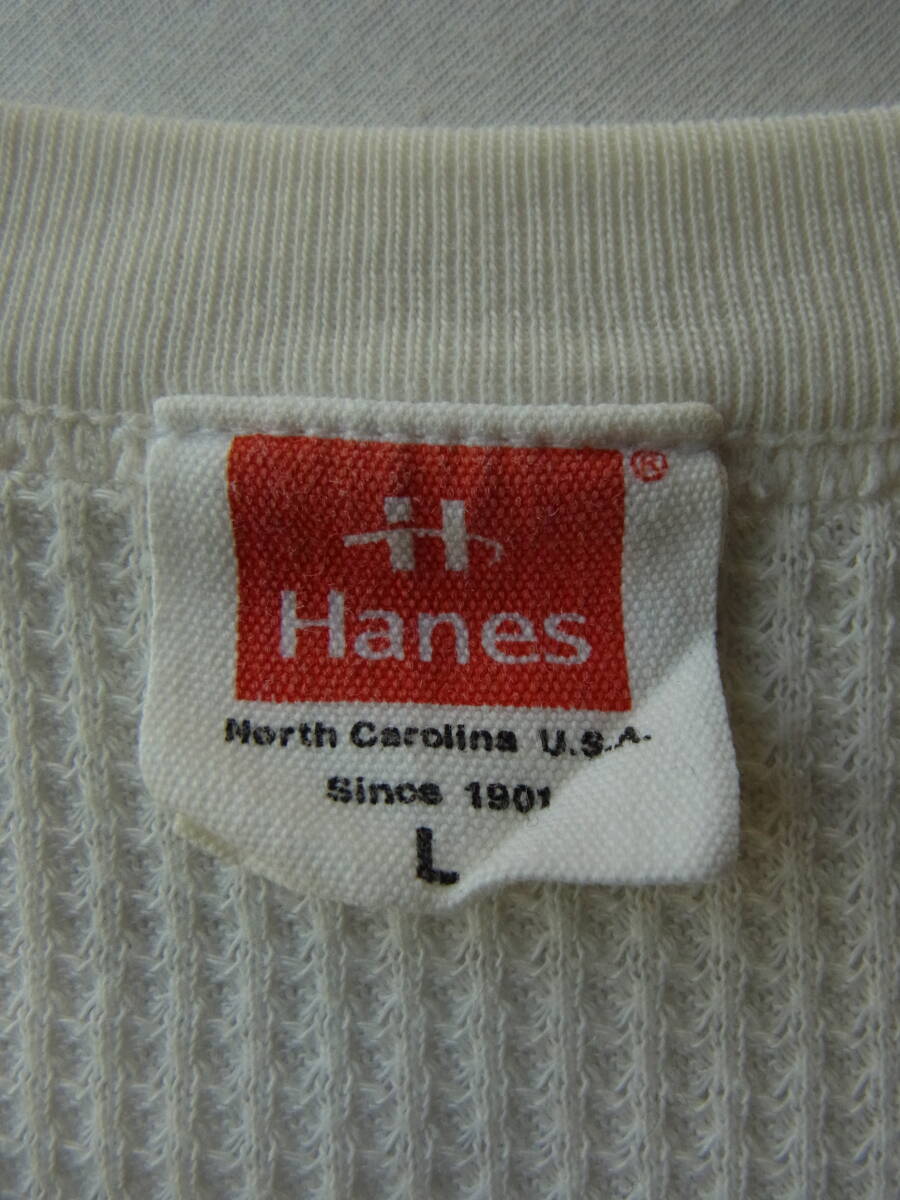 ®
H
Hanes
North Carolina U.S.A.
Since 1901
L